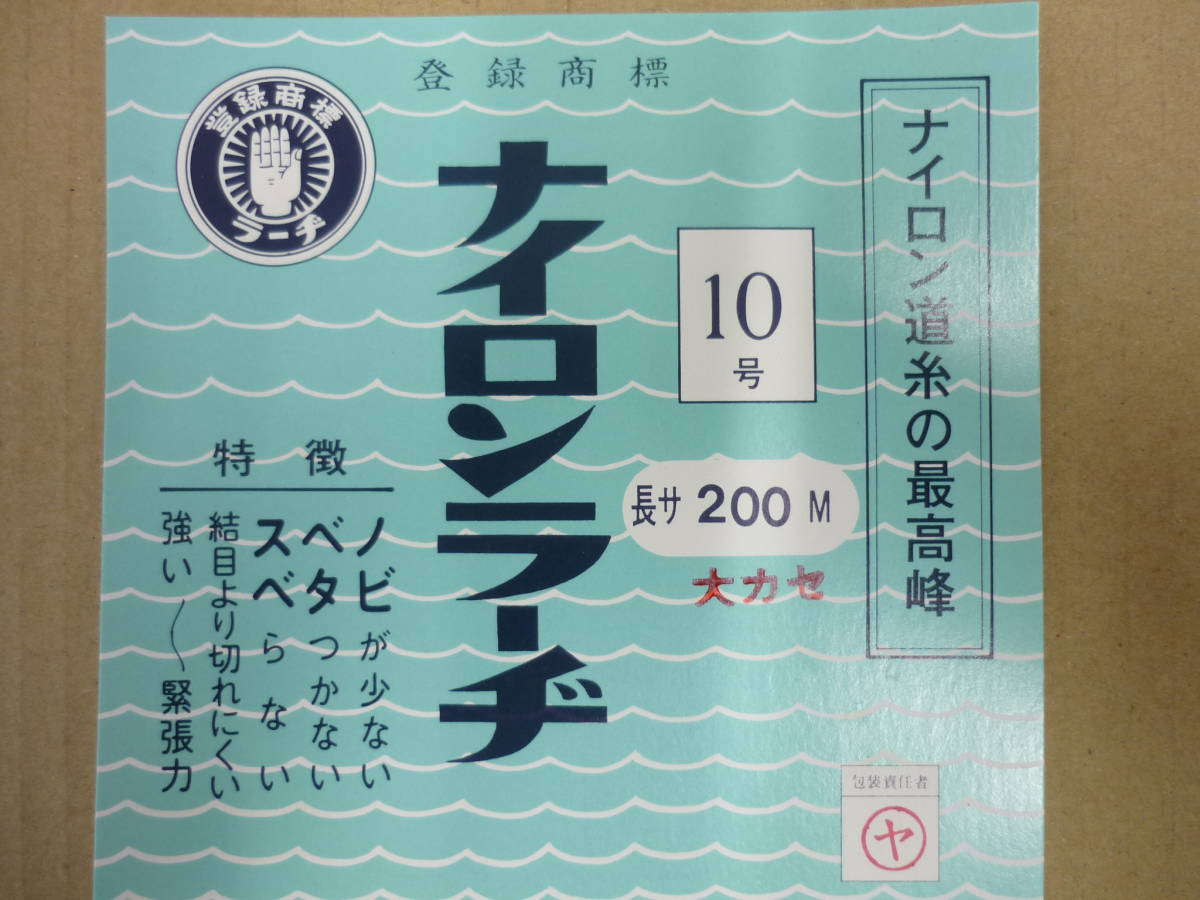 登録商標
ナイロン道糸の最高峰
10
号
長サ 200 M
大カセ
ナイロンラーヂ
登録商標
ラーヂ
特徴
ノビが少ない
ベタつかない
スベらない
結目より切れにくい
強い〜緊張力
包装責任者
ヤ